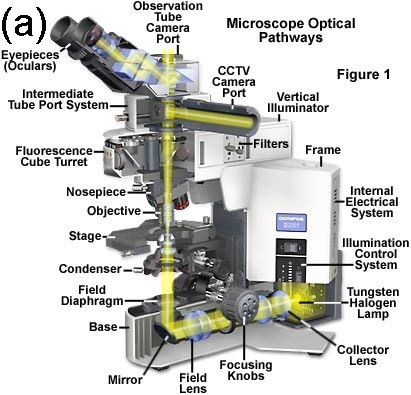 (a)
Observation
Tube
Camera
Port
Microscope Optical
Pathways
Figure 1
Eyepieces
(Oculars)
CCTV
Camera
Port
Intermediate
Tube Port System
Vertical
Illuminator
Fluorescence
Cube Turret
Filters
Frame
Nosepiece
Objective
Internal
Electrical
System
Stage
OLYMPUS
Illumination
Control
System
Condenser
Field
Diaphragm
Tungsten
Halogen
Lamp
Base
Mirror
Field
Lens
Focusing
Knobs
Collector
Lens